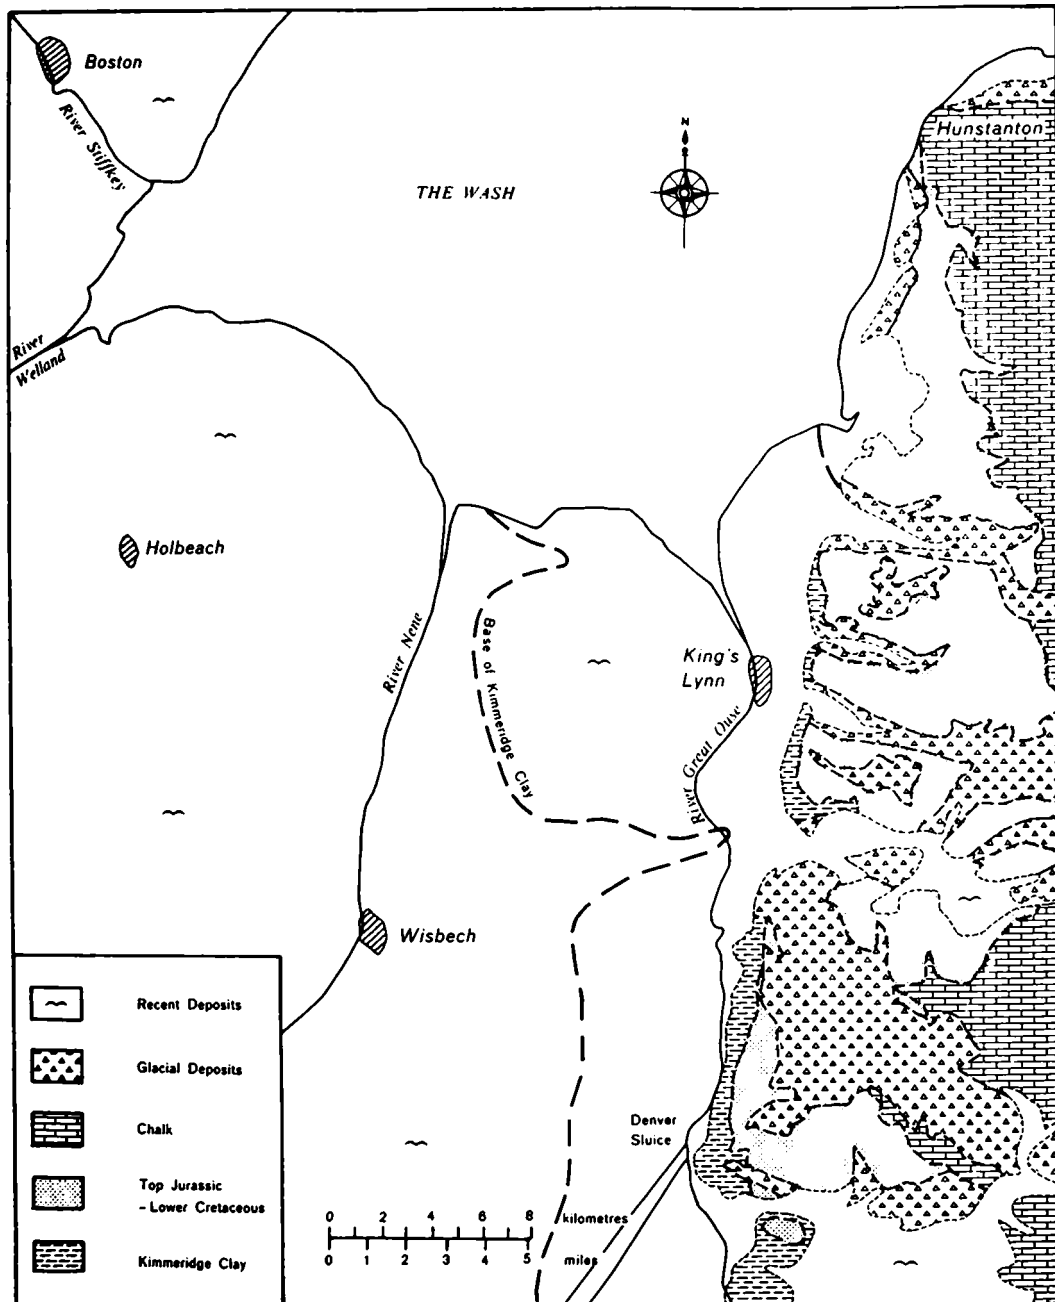 Boston
River Stiffkey
THE WASH
N
Hunstanton
River
Welland
Holbeach
River Nene
Base of Kimmeridge Clay
King's
Lynn
River Great Ouse
Wisbech
Denver
Sluice
Recent Deposits
Glacial Deposits
Chalk
Top Jurassic
- Lower Cretaceous
Kimmeridge Clay
0 2 4 6 8 kilometres
0 1 2 3 4 5 miles